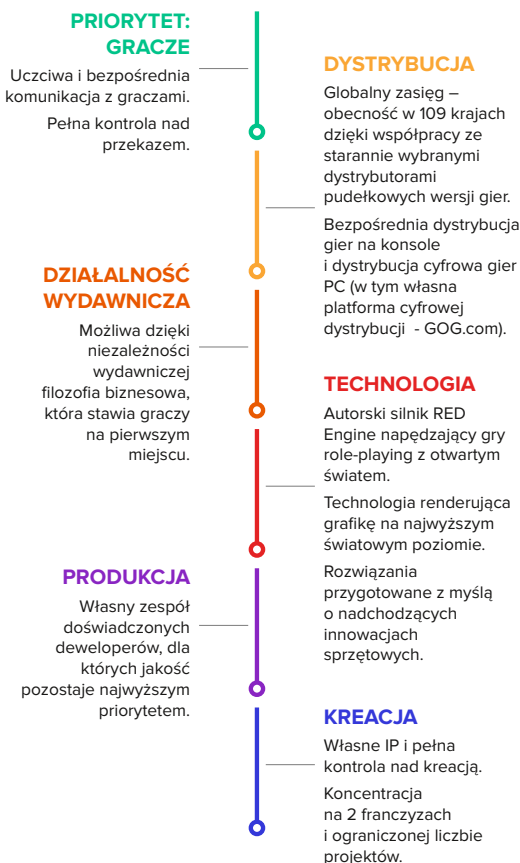 PRIORYTET:
GRACZE
Uczciwa i bezpośrednia
komunikacja z graczami.
Pełna kontrola nad
przekazem.
DYSTRYBUCJA
Globalny zasięg –
obecność w 109 krajach
dzięki współpracy ze
starannie wybranymi
dystrybutorami
pudełkowych wersji gier.
Bezpośrednia dystrybucja
gier na konsole
i dystrybucja cyfrowa gier
PC (w tym własna
platforma cyfrowej
dystrybucji - GOG.com).
DZIAŁALNOŚĆ
WYDAWNICZA
Możliwa dzięki
niezależności
wydawniczej
filozofia biznesowa,
która stawia graczy
na pierwszym
miejscu.
TECHNOLOGIA
Autorski silnik RED
Engine napędzający gry
role-playing z otwartym
światem.
Technologia renderująca
grafikę na najwyższym
światowym poziomie.
Rozwiązania
przygotowane z myślą
o nadchodzących
innowacjach
sprzętowych.
PRODUKCJA
Własny zespół
doświadczonych
deweloperów, dla
których jakość
pozostaje najwyższym
priorytetem.
KREACJA
Własne IP i pełna
kontrola nad kreacją.
Koncentracja
na 2 franczyzach
i ograniczonej liczbie
projektów.